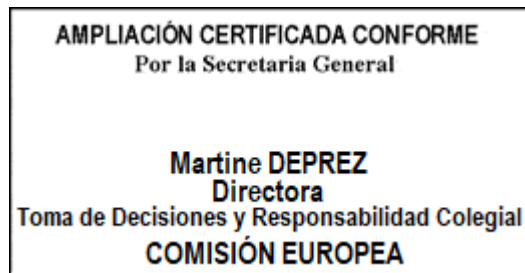 AMPLIACIÓN CERTIFICADA CONFORME
Por la Secretaria General
Martine DEPREZ
Directora
Toma de Decisiones y Responsabilidad Colegial
COMISIÓN EUROPEA